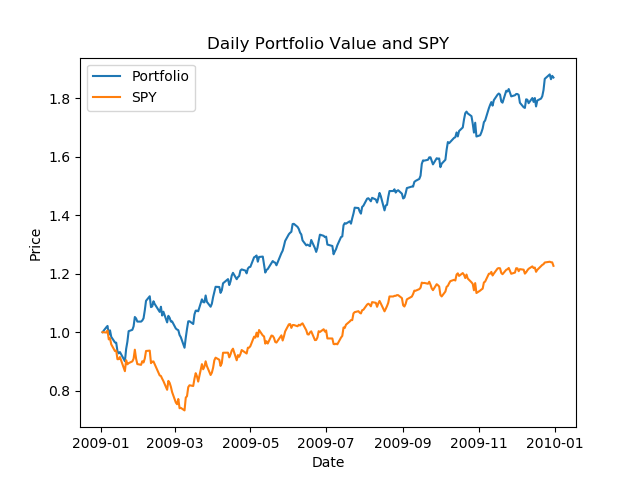 Daily Portfolio Value and SPY
Portfolio
SPY
1.8
1.6
1.4
1.2
1.0
0.8
Price
2009-01 2009-03 2009-05 2009-07 2009-09 2009-11 2010-01
Date